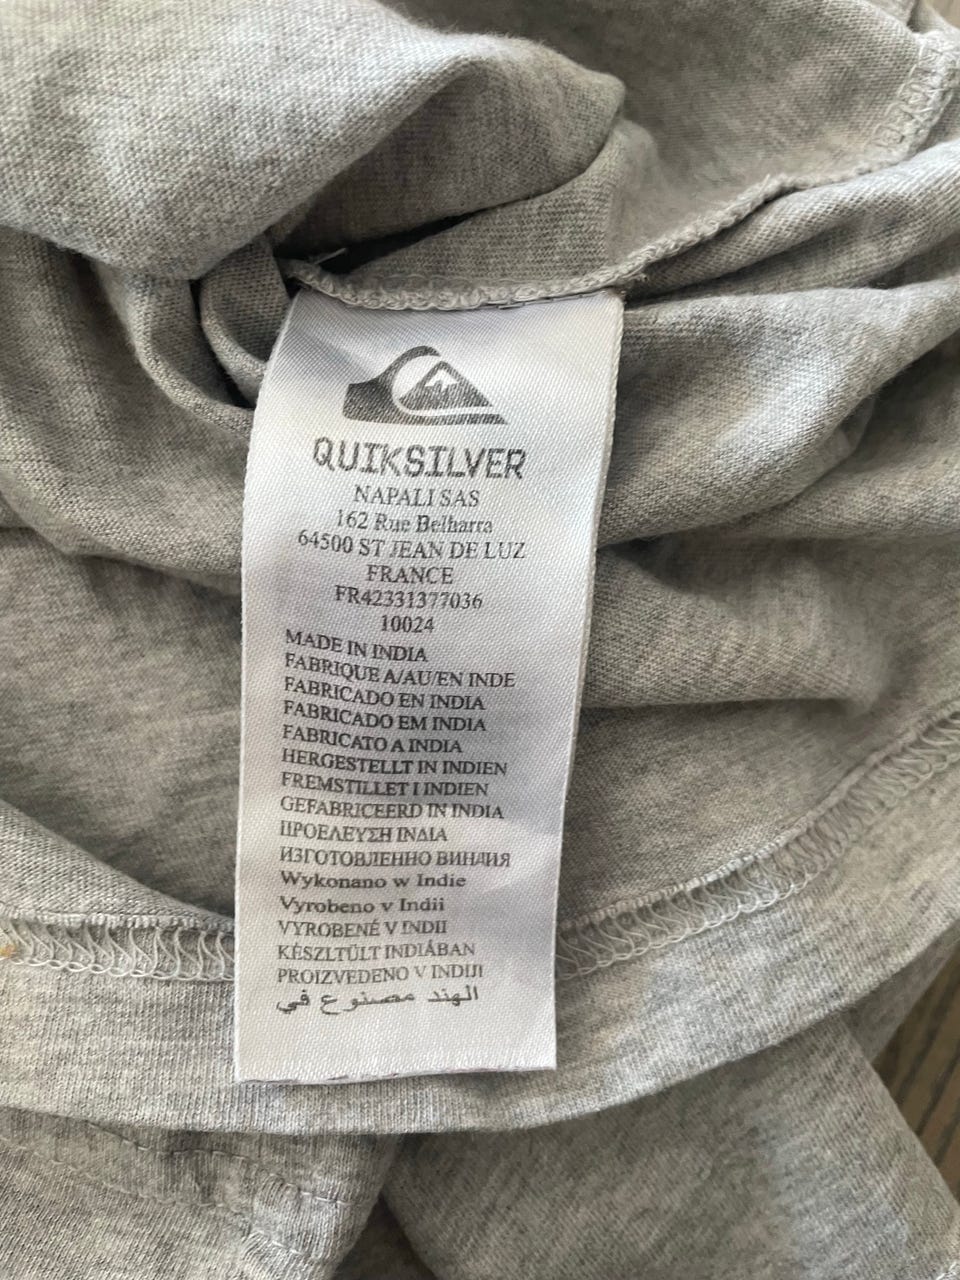 QUIKSILVER
NAPALI SAS
162 Rue Belharra
64500 ST JEAN DE LUZ
FRANCE
FR42331377036
10024
MADE IN INDIA
FABRIQUE A/AU/EN INDE
FABRICADO EN INDIA
FABRICADO EM INDIA
FABRICATO A INDIA
HERGESTELLT IN INDIEN
FREMSTILLET I INDIEN
GEFABRICEERD IN INDIA
ΠΡΟΕΛΕΥΣΗ ΙΝΔΙΑ
ИЗГОТОВЛЕННО ВИНДИЯ
Wykonano w Indie
Vyrobeno v Indii
VYROBENÉ V INDII
KÉSZLTÜLT INDIÁBAN
PROIZVEDENO V INDIJI
الهند مصنوع في